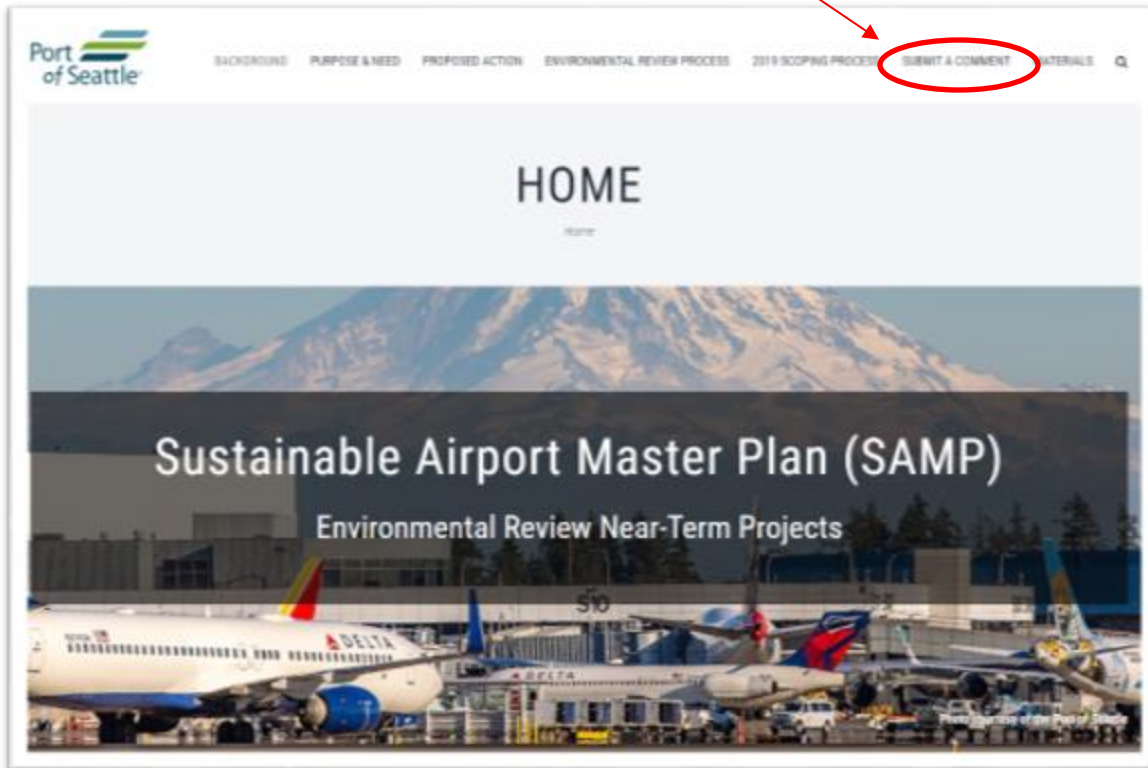 Port
of Seattle
BACKGROUND PURPOSE & NEED PROPOSED ACTION ENVIRONMENTAL REVIEW PROCESS 2019 SCOPING PROCESS SUBMIT A COMMENT MATERIALS
HOME
Home
Sustainable Airport Master Plan (SAMP)
Environmental Review Near-Term Projects
S10
DELTA
DELTA
Photo courtesy of the Port of Seattle